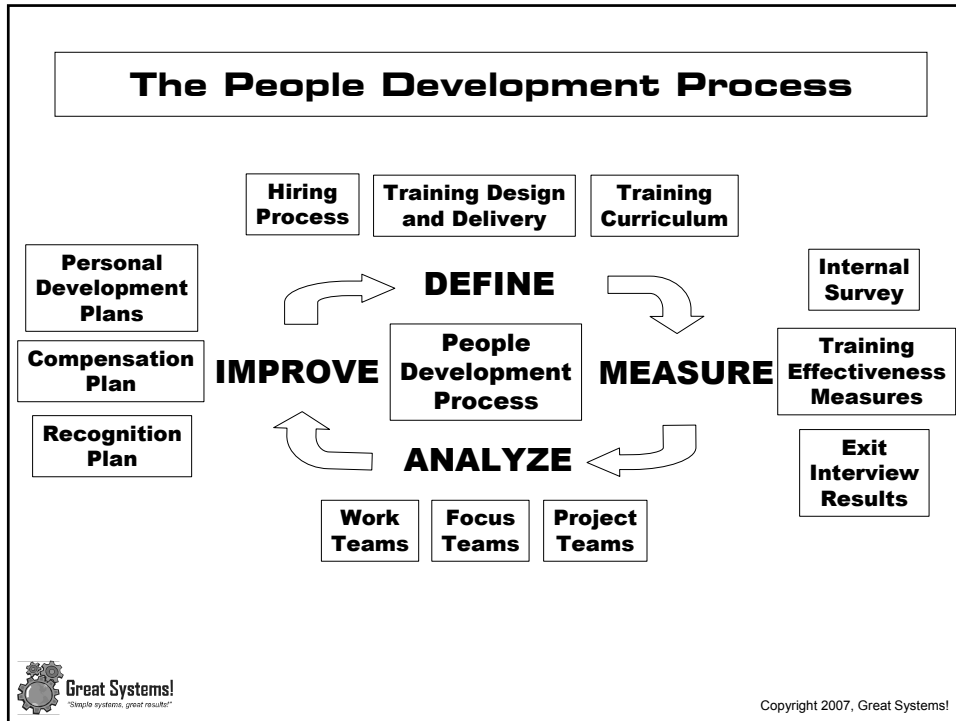 The People Development Process
Hiring
Process
Training Design
and Delivery
Training
Curriculum
Personal
Development
Plans
Compensation
Plan
Recognition
Plan
DEFINE
IMPROVE
People
Development
Process
MEASURE
ANALYZE
Internal
Survey
Training
Effectiveness
Measures
Exit
Interview
Results
Work
Teams
Focus
Teams
Project
Teams
Great Systems!
"Simple systems, great results!"
Copyright 2007, Great Systems!